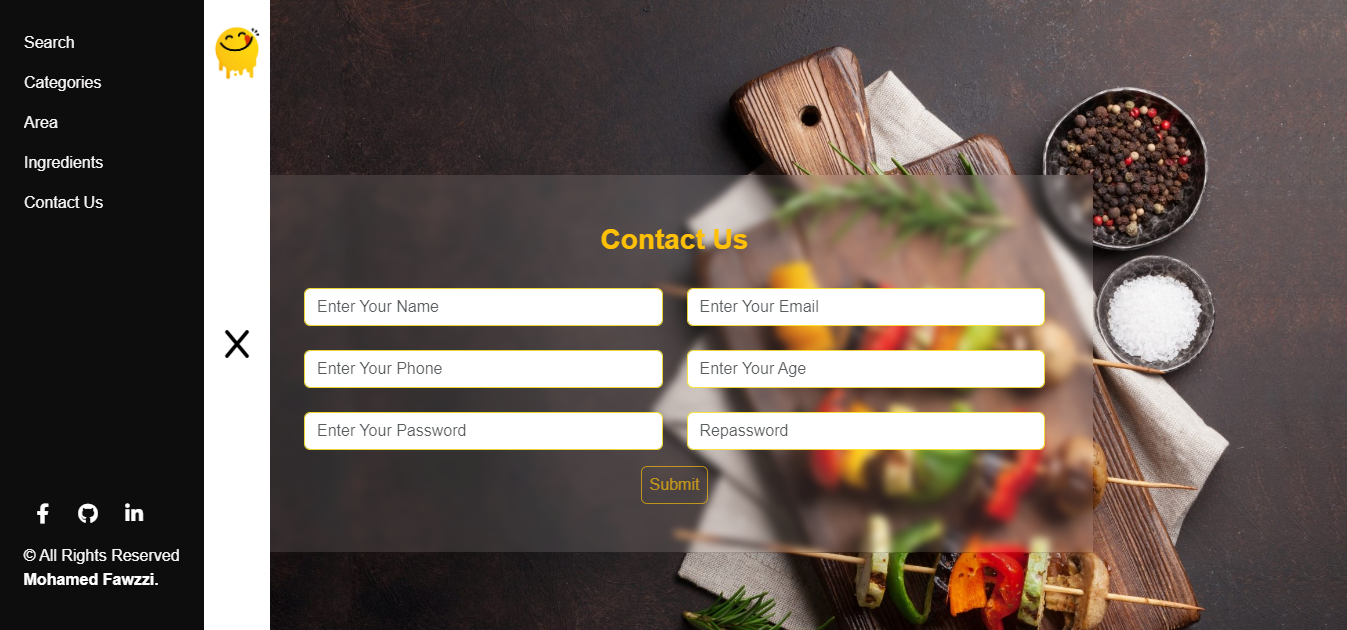 Search
Categories
Area
Ingredients
Contact Us
© All Rights Reserved
Mohamed Fawzzi.
Contact Us
Enter Your Name
Enter Your Email
Enter Your Phone
Enter Your Age
Enter Your Password
Repassword
Submit